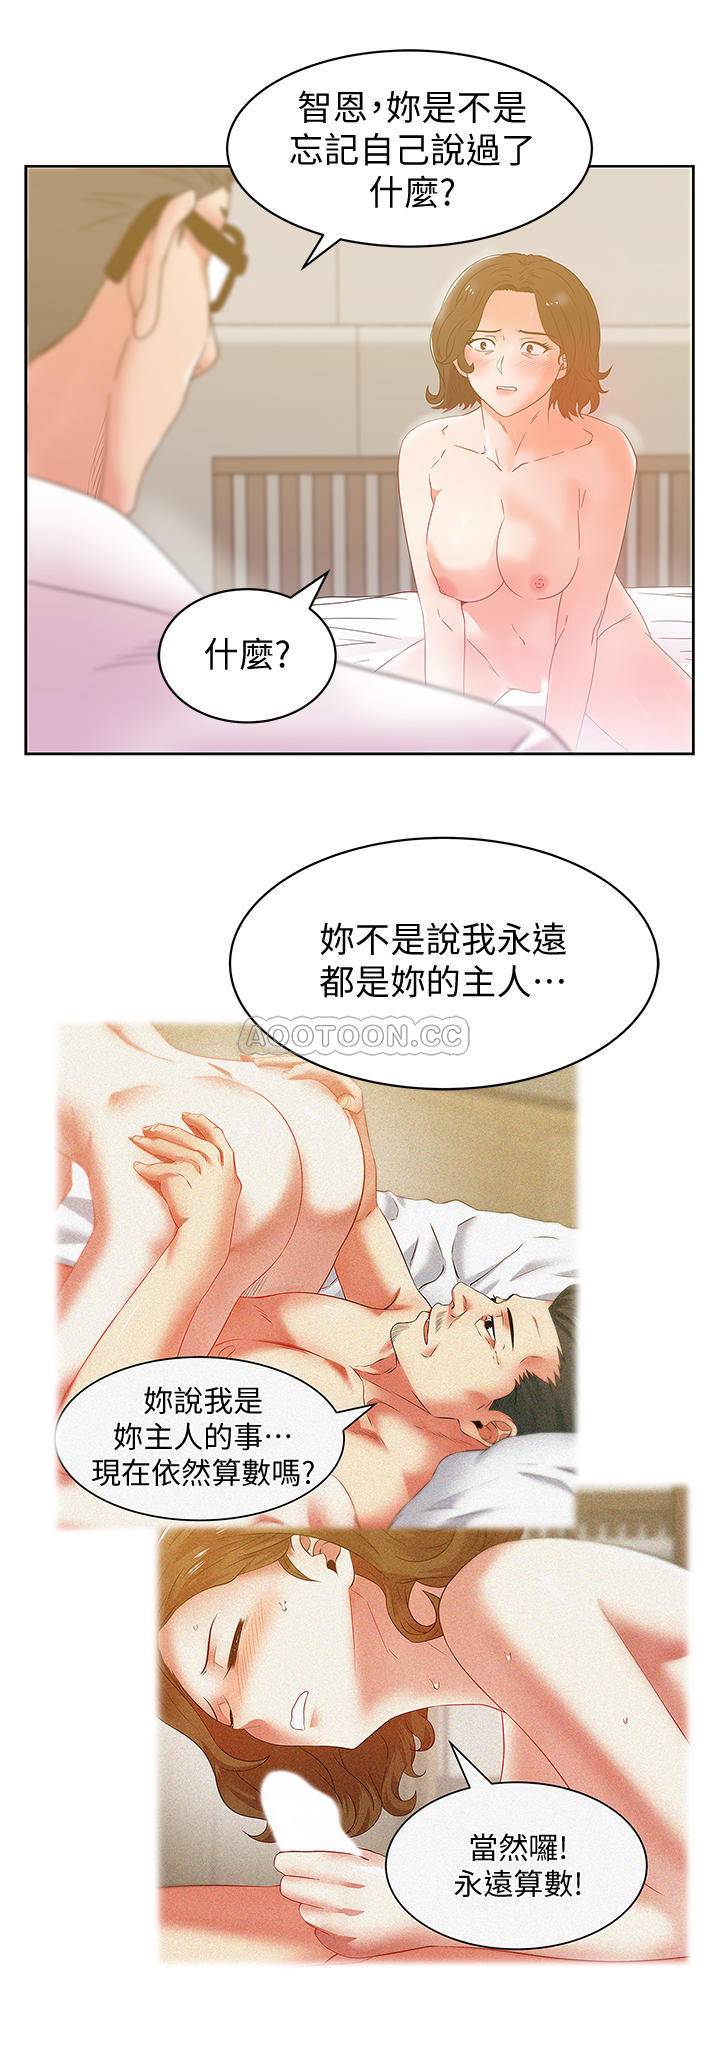 智恩，妳是不是
忘記自己說過了
什麼?
什麼?
妳不是說我永遠
都是妳的主人…
AOOTOON.CC
妳說我是
妳主人的事…
現在依然算數嗎?
當然囉!
永遠算數!